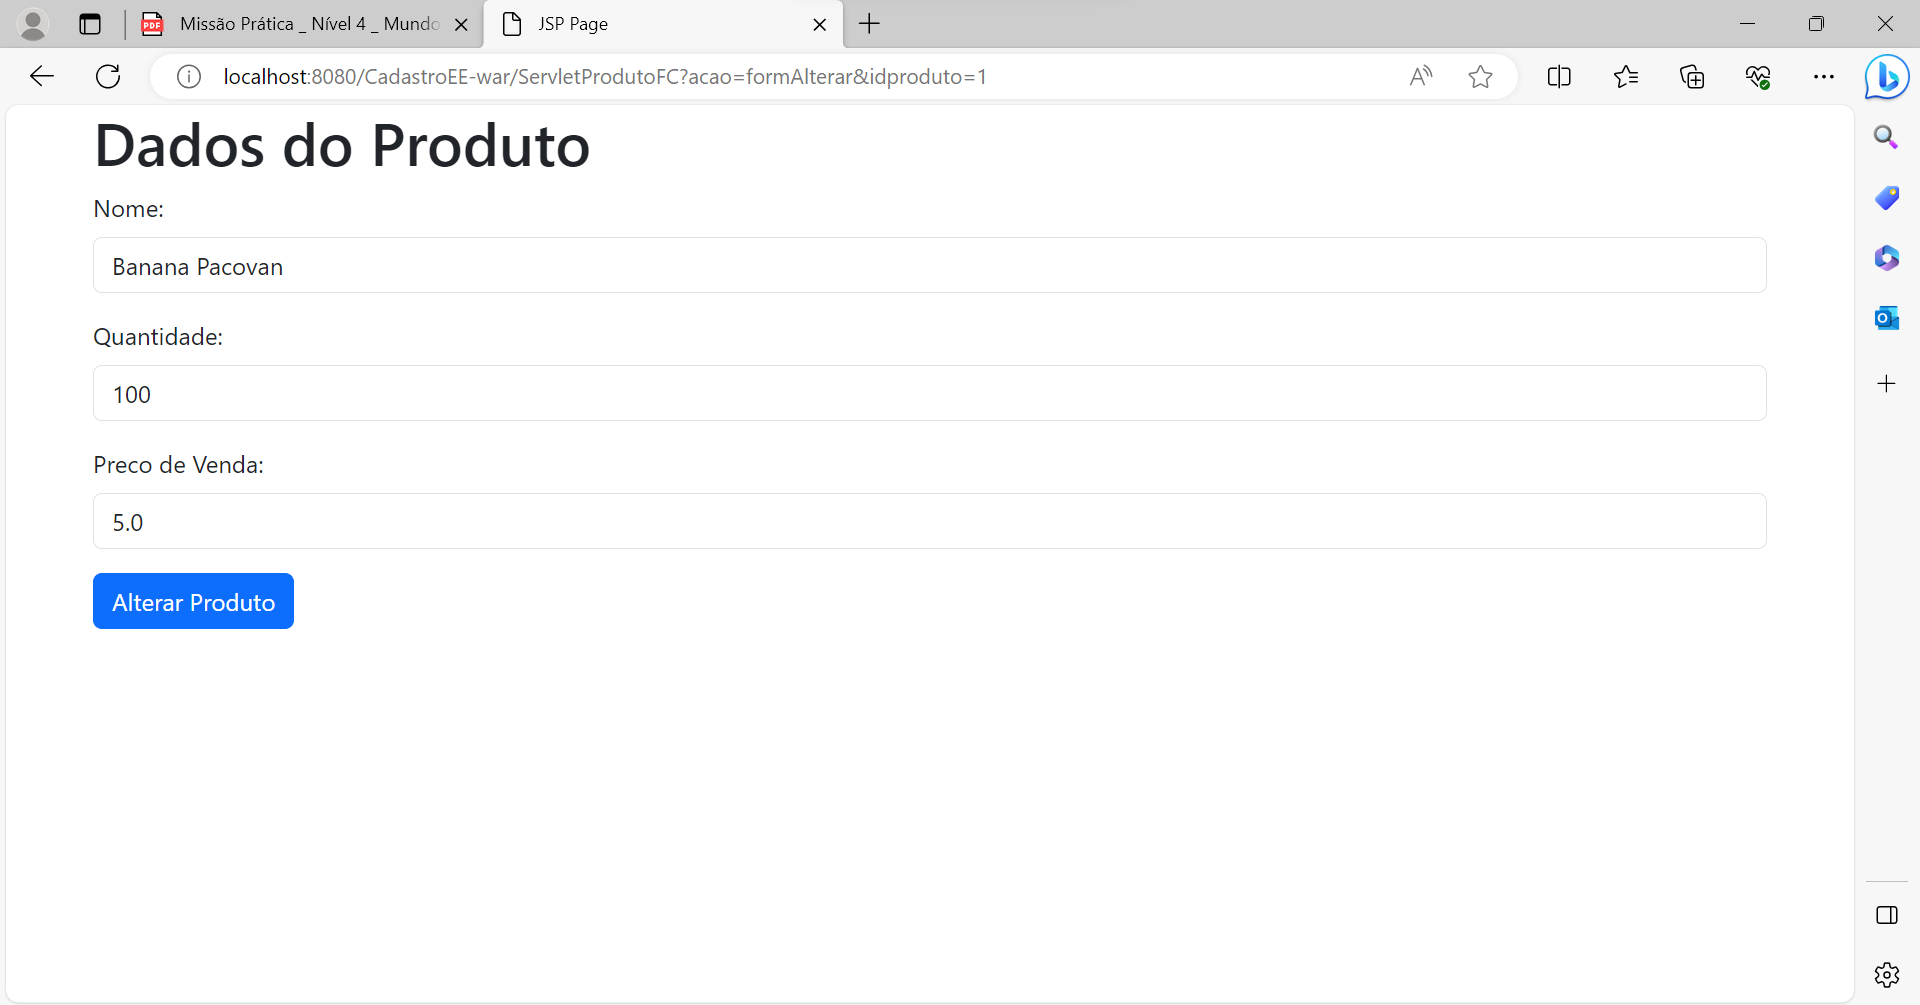 Missão Prática _ Nível 4 _ Mundo
JSP Page
localhost:8080/CadastroEE-war/ServletProdutoFC?acao=formAlterar&idproduto=1
Dados do Produto
Nome:
Banana Pacovan
Quantidade:
100
Preco de Venda:
5.0
Alterar Produto